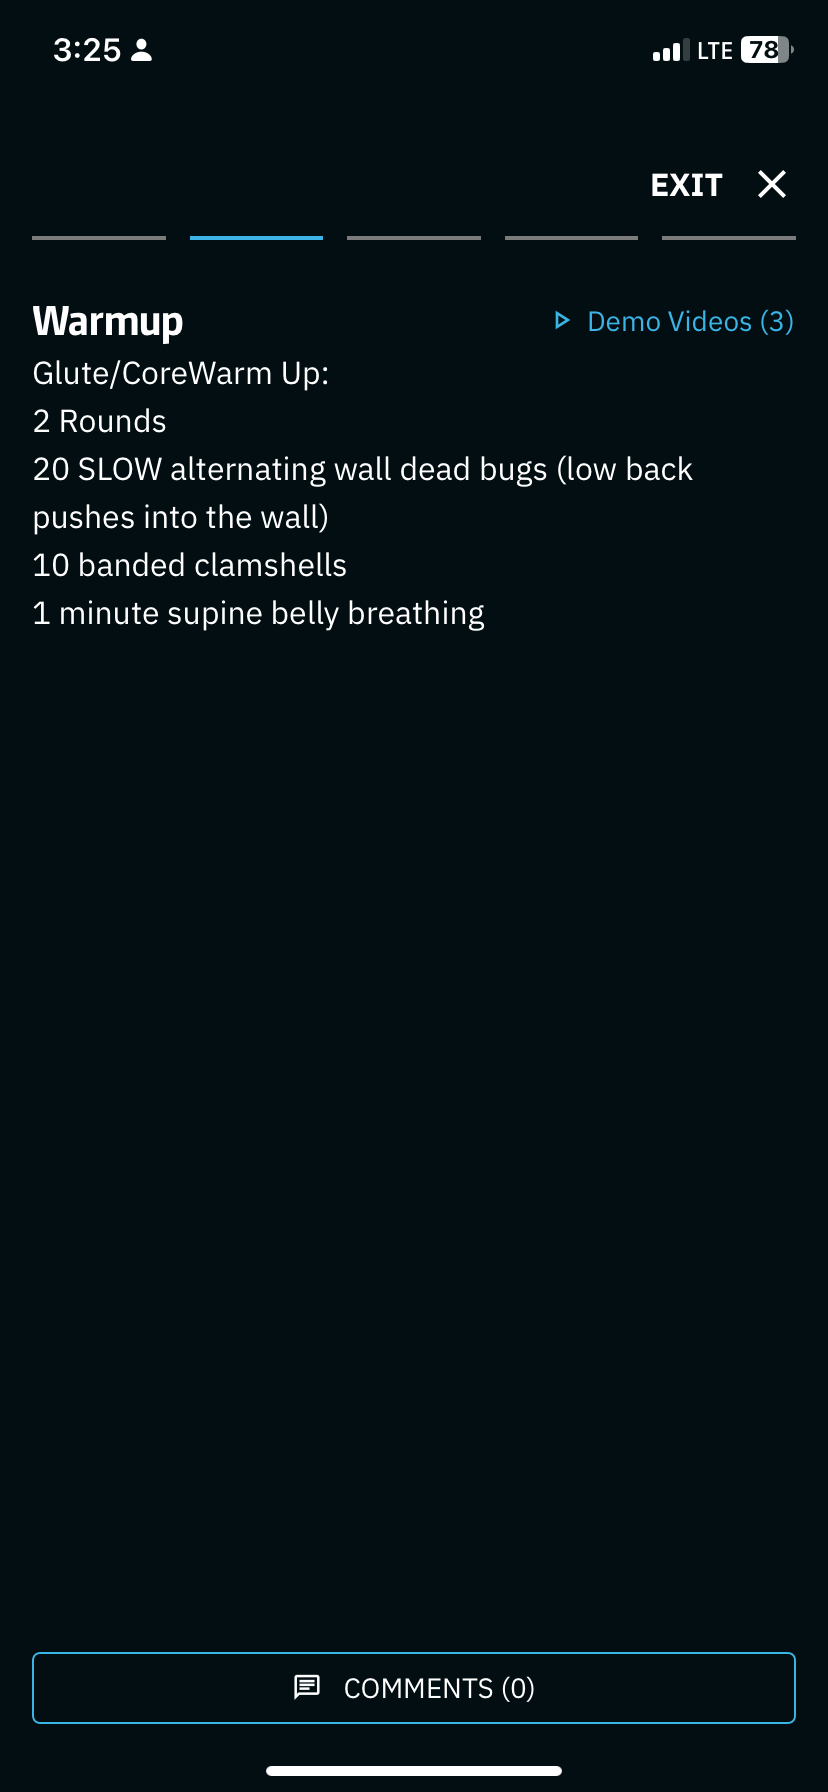 3:25
LTE 78
EXIT
Warmup
Demo Videos (3)
Glute/CoreWarm Up:
2 Rounds
20 SLOW alternating wall dead bugs (low back
pushes into the wall)
10 banded clamshells
1 minute supine belly breathing
COMMENTS (0)